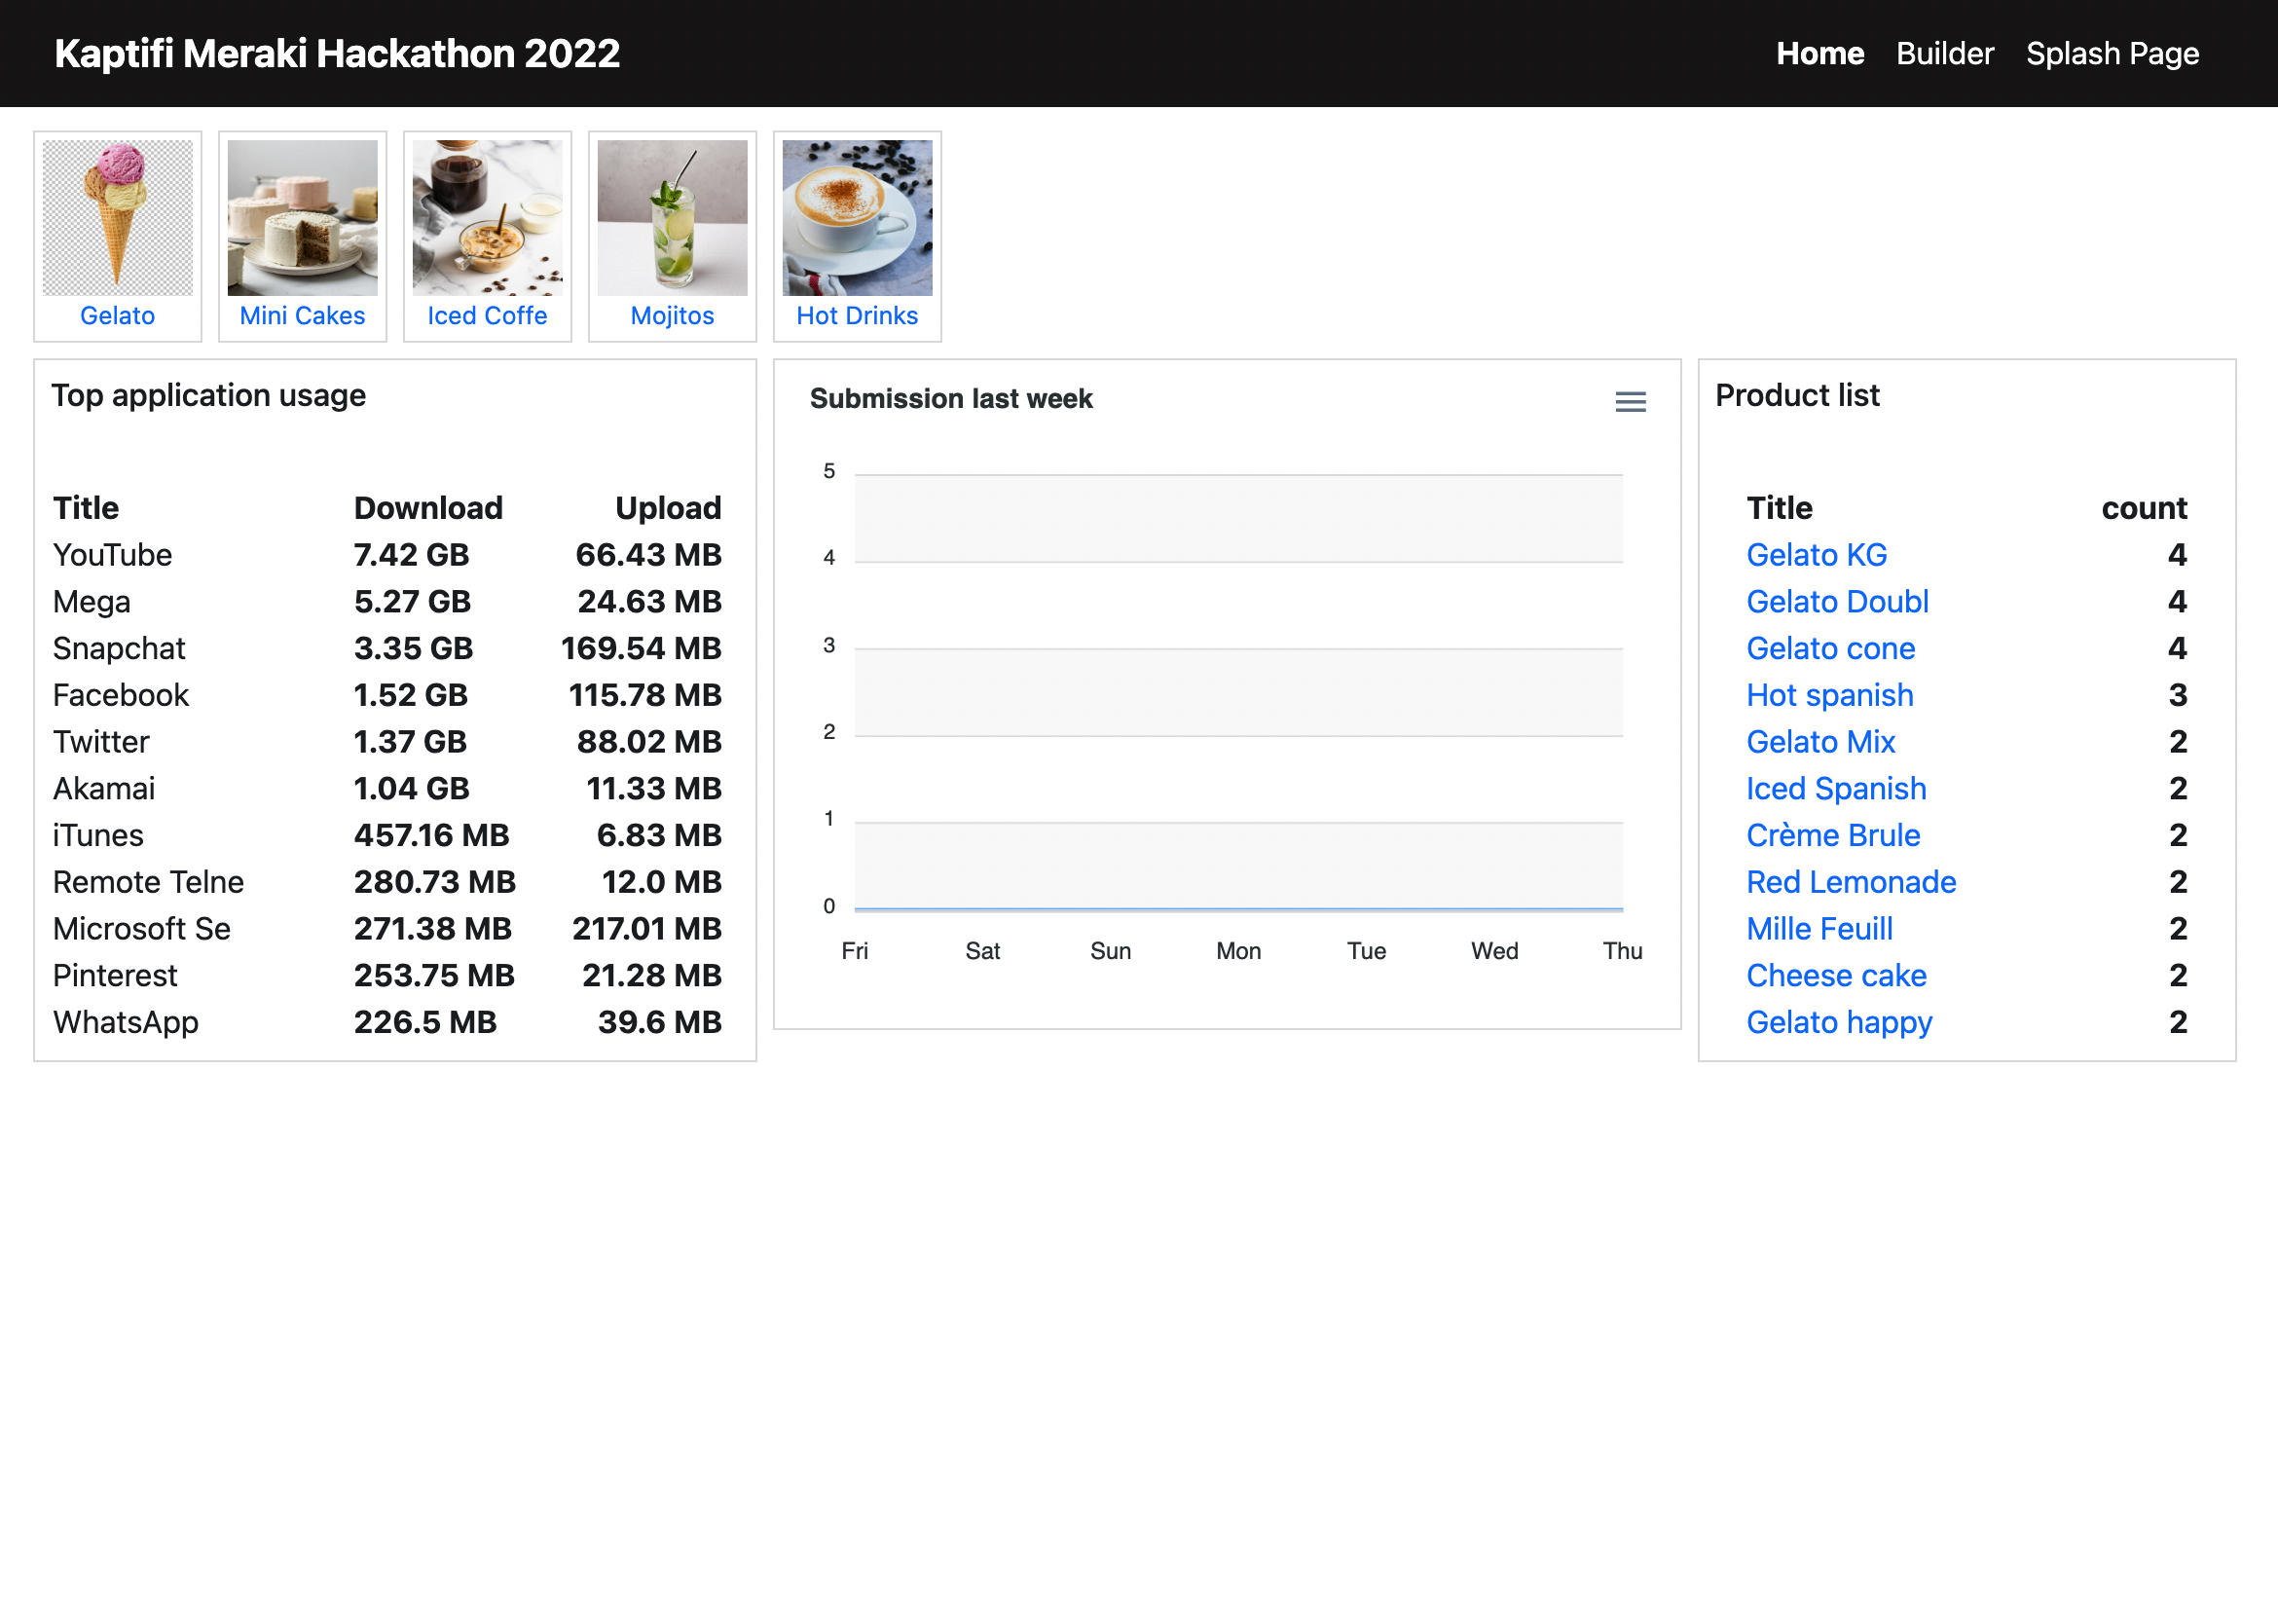 Kaptifi Meraki Hackathon 2022
Home Builder Splash Page
Gelato
Mini Cakes
Iced Coffe
Mojitos
Hot Drinks
Top application usage
Title Download Upload
YouTube 7.42 GB 66.43 MB
Mega 5.27 GB 24.63 MB
Snapchat 3.35 GB 169.54 MB
Facebook 1.52 GB 115.78 MB
Twitter 1.37 GB 88.02 MB
Akamai 1.04 GB 11.33 MB
iTunes 457.16 MB 6.83 MB
Remote Telne 280.73 MB 12.0 MB
Microsoft Se 271.38 MB 217.01 MB
Pinterest 253.75 MB 21.28 MB
WhatsApp 226.5 MB 39.6 MB
Submission last week
5
4
3
2
1
0
Fri Sat Sun Mon Tue Wed Thu
Product list
Title count
Gelato KG 4
Gelato Doubl 4
Gelato cone 4
Hot spanish 3
Gelato Mix 2
Iced Spanish 2
Crème Brule 2
Red Lemonade 2
Mille Feuill 2
Cheese cake 2
Gelato happy 2